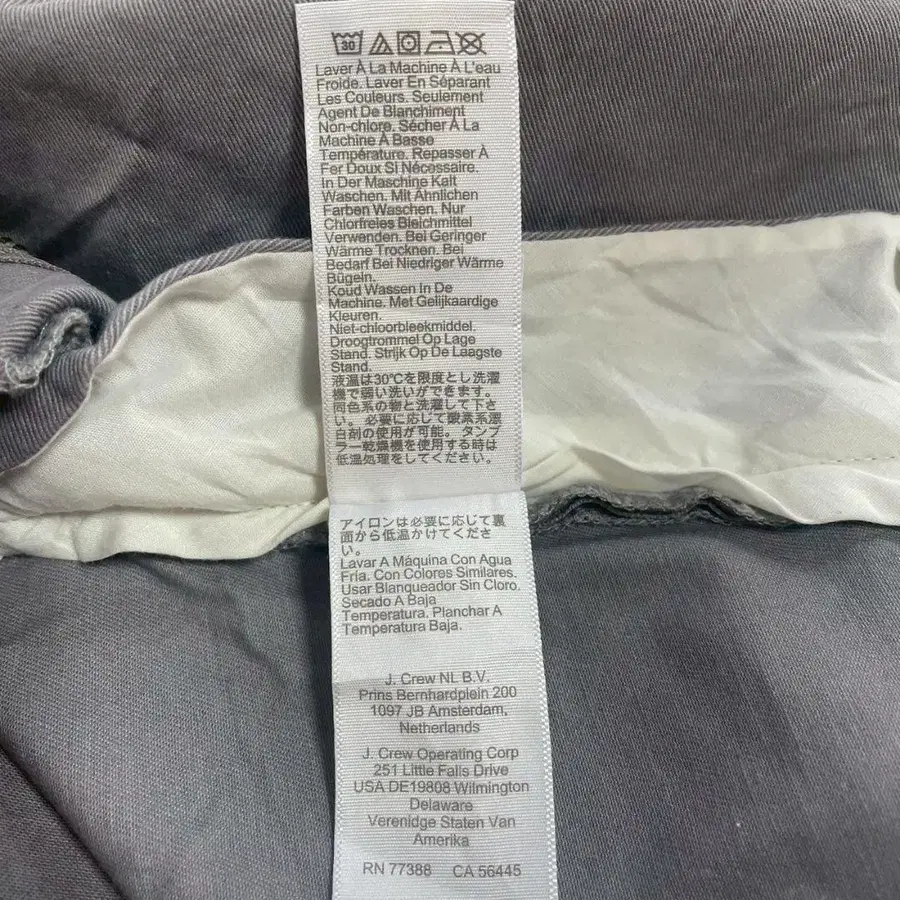 30
Laver À La Machine À L'eau
Froide. Laver En Séparant
Les Couleurs. Seulement
Agent De Blanchiment
Non-chlore. Sécher À La
Machine À Basse
Température. Repasser À
Fer Doux Si Nécessaire.
In Der Maschine Kalt
Waschen. Mit Ähnlichen
Farben Waschen. Nur
Chlorfreies Bleichmittel
Verwenden. Bei Geringer
Wärme Trocknen. Bei
Bedarf Bei Niedriger Wärme
Bügeln.
Koud Wassen In De
Machine. Met Gelijkaardige
Kleuren.
Niet-chloorbleekmiddel.
Droogtrommel Op Lage
Stand. Strijk Op De Laagste
Stand.
液温は30℃を限度とし洗濯
機で弱い洗いができます。
同色系の物と洗濯して下さ
い。 必要に応じて酸素系漂
白剤の使用が可能。 タンブ
ラー乾燥機を使用する時は
低温処理をしてください。
アイロンは必要に応じて裏
面から低温かけてくださ
い。
Lavar A Máquina Con Agua
Fría. Con Colores Similares.
Usar Blanqueador Sin Cloro.
Secado A Baja
Temperatura. Planchar A
Temperatura Baja.
J. Crew NL B.V.
Prins Bernhardplein 200
1097 JB Amsterdam,
Netherlands
J. Crew Operating Corp
251 Little Falls Drive
USA DE19808 Wilmington
Delaware
Verenidge Staten Van
Amerika
RN 77388 CA 56445